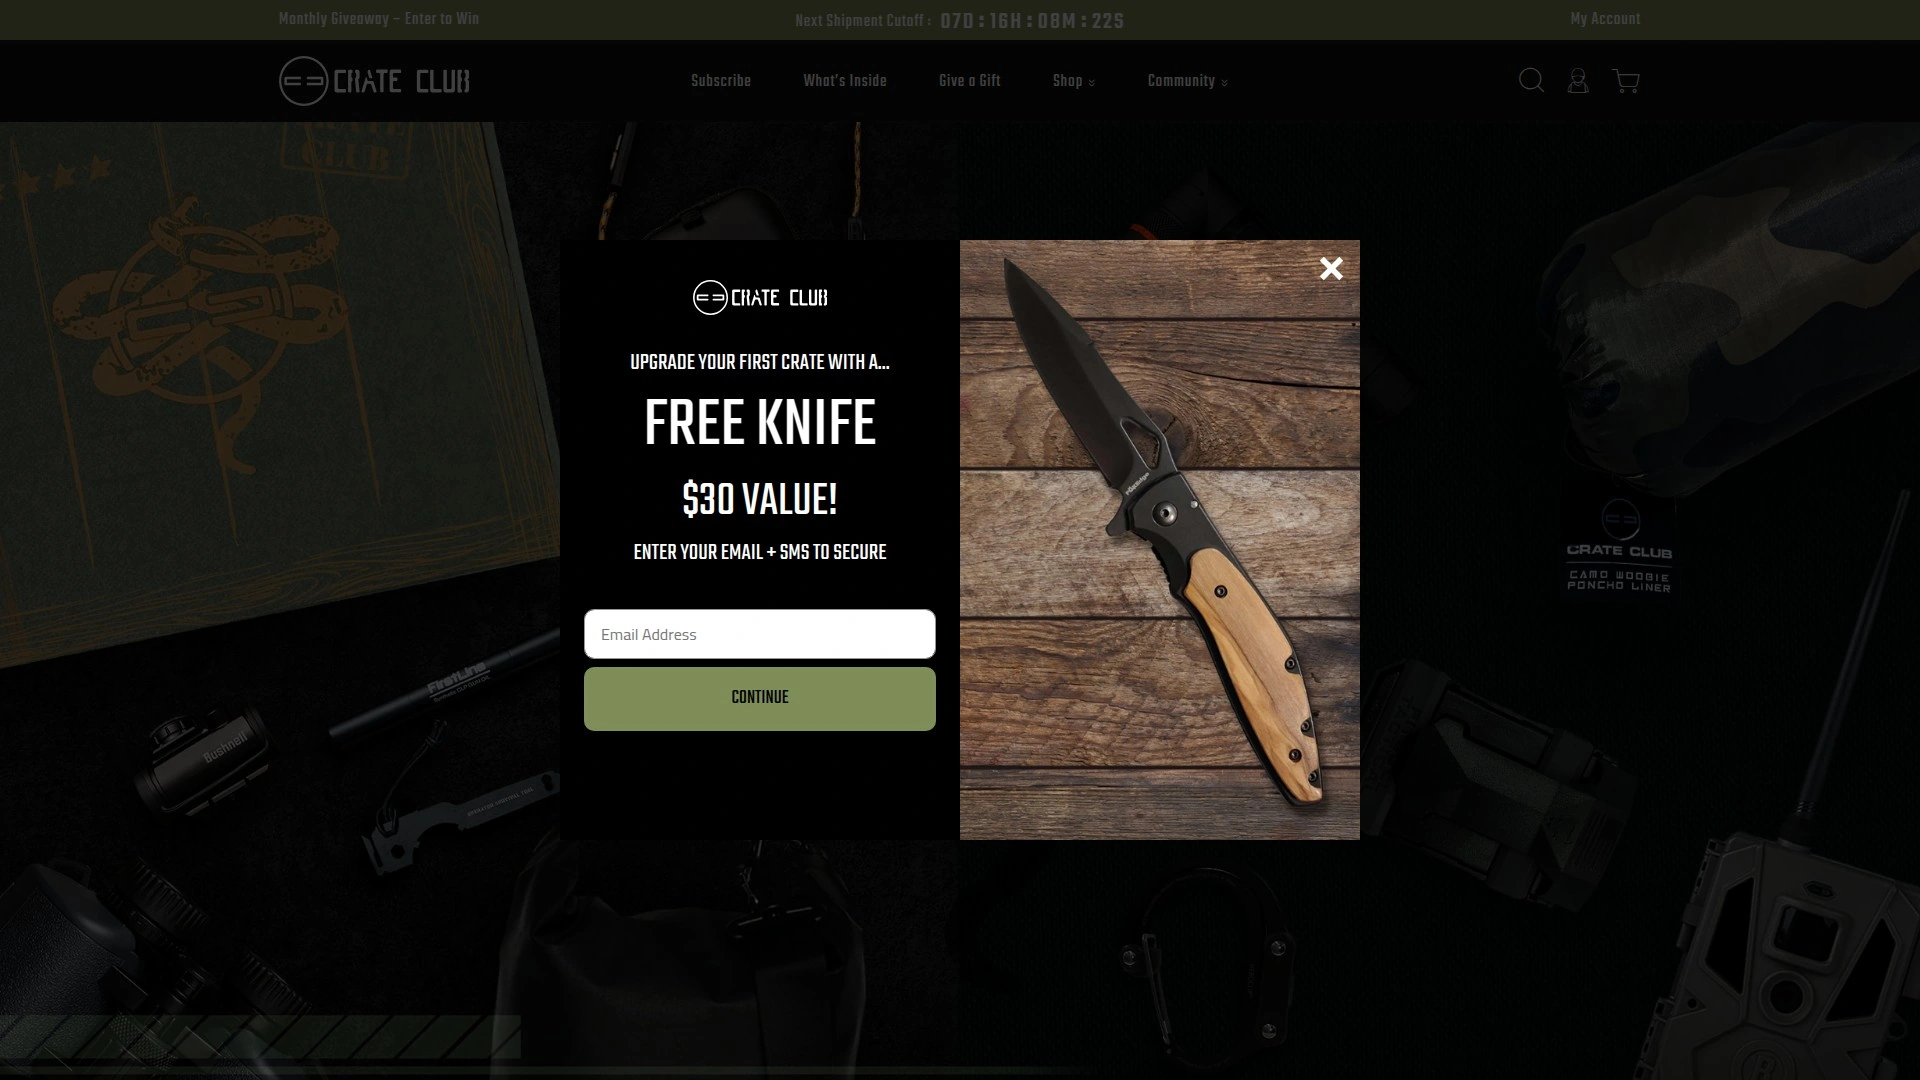 Monthly Giveaway – Enter to Win
Next Shipment Cutoff : 07D : 16H : 08M : 22S
My Account
CRATE CLUB
Subscribe
What's Inside
Give a Gift
Shop
Community
CLUB
CRATE CLUB
UPGRADE YOUR FIRST CRATE WITH A...
FREE KNIFE
$30 VALUE!
ENTER YOUR EMAIL + SMS TO SECURE
Email Address
CONTINUE
CRATE CLUB
CAMO WOOBIE
PONCHO LINER
FirstLine
Bushnell